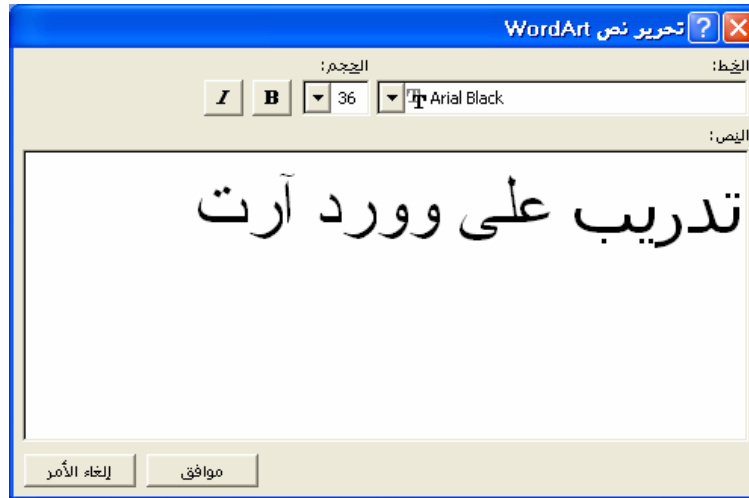 تحرير نص WordArt ?
الخط: الحجم:
Arial Black 36 B I
النص:
تدريب على وورد آرت
موافق إلغاء الأمر